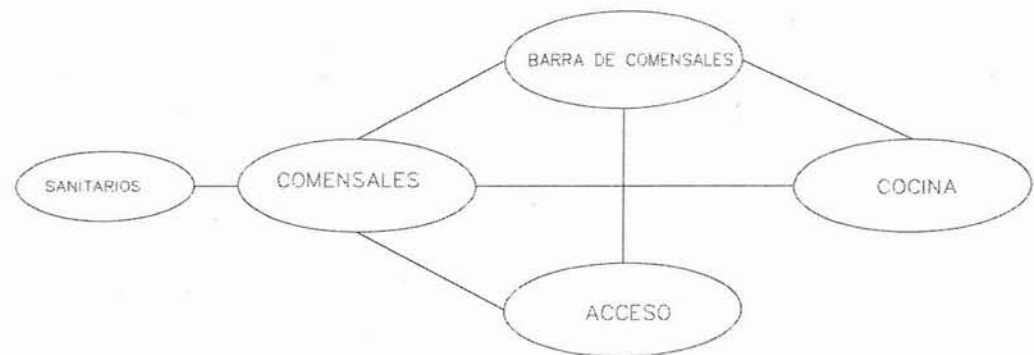 BARRA DE COMENSALES
SANITARIOS
COMENSALES
COCINA
ACCESO